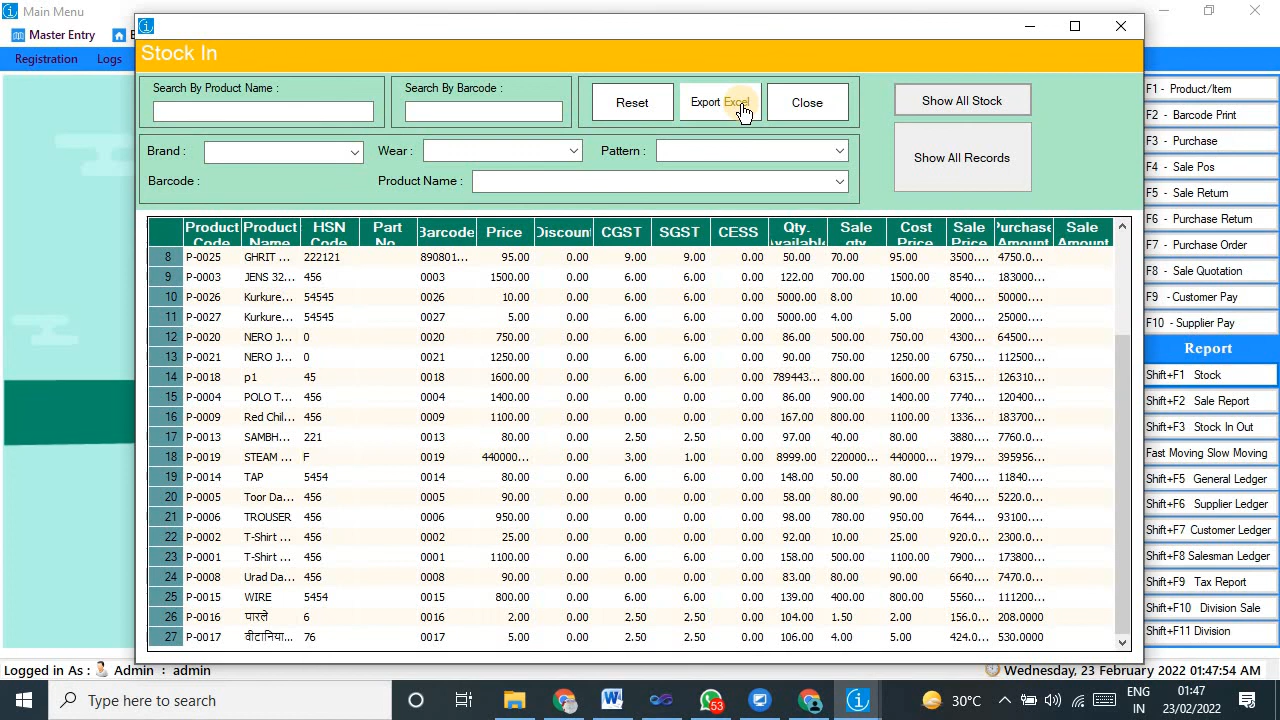 Main Menu
Master Entry
Registration Logs
Stock In
Search By Product Name :
Search By Barcode :
Reset Export Excel Close
Show All Stock
Show All Records
Brand : Wear : Pattern :
Barcode : Product Name :
Product Code Product Name HSN Code Part No Barcode Price Discount CGST SGST CESS Qty. Available Sale qty Cost Price Sale Price Purchase Amount Sale Amount
8 P-0025 GHRIT ... 222121 890801... 95.00 0.00 9.00 9.00 0.00 50.00 70.00 95.00 3500.... 4750.0...
9 P-0003 JENS 32... 456 0003 1500.00 0.00 6.00 6.00 0.00 122.00 700.00 1500.00 8540... 183000...
10 P-0026 Kurkure... 54545 0026 10.00 0.00 6.00 6.00 0.00 5000.00 8.00 10.00 4000... 50000....
11 P-0027 Kurkure... 54545 0027 5.00 0.00 6.00 6.00 0.00 5000.00 4.00 5.00 2000... 25000....
12 P-0020 NERO J... 0 0020 750.00 0.00 6.00 6.00 0.00 86.00 500.00 750.00 4300... 64500....
13 P-0021 NERO J... 0 0021 1250.00 0.00 6.00 6.00 0.00 90.00 750.00 1250.00 6750... 112500...
14 P-0018 p1 45 0018 1600.00 0.00 6.00 6.00 0.00 789443... 800.00 1600.00 6315... 126310...
15 P-0004 POLO T... 456 0004 1400.00 0.00 6.00 6.00 0.00 86.00 900.00 1400.00 7740... 120400...
16 P-0009 Red Chil... 456 0009 1100.00 0.00 6.00 6.00 0.00 167.00 800.00 1100.00 1336... 183700...
17 P-0013 SAMBH... 221 0013 80.00 0.00 2.50 2.50 0.00 97.00 40.00 80.00 3880.... 7760.0...
18 P-0019 STEAM ... F 0019 440000... 0.00 3.00 1.00 0.00 8999.00 220000... 440000... 1979... 395956...
19 P-0014 TAP 5454 0014 80.00 0.00 6.00 6.00 0.00 148.00 50.00 80.00 7400.... 11840....
20 P-0005 Toor Da... 456 0005 90.00 0.00 0.00 0.00 0.00 58.00 80.00 90.00 4640.... 5220.0...
21 P-0006 TROUSER 456 0006 950.00 0.00 6.00 6.00 0.00 98.00 780.00 950.00 7644... 93100....
22 P-0002 T-Shirt ... 456 0002 25.00 0.00 6.00 6.00 0.00 92.00 10.00 25.00 920.0... 2300.0...
23 P-0001 T-Shirt ... 456 0001 1100.00 0.00 6.00 6.00 0.00 158.00 500.00 1100.00 7900... 173800...
24 P-0008 Urad Da... 456 0008 90.00 0.00 0.00 0.00 0.00 83.00 80.00 90.00 6640.... 7470.0...
25 P-0015 WIRE 5454 0015 800.00 0.00 6.00 6.00 0.00 139.00 400.00 800.00 5560... 111200...
26 P-0016 पारले 6 0016 2.00 0.00 2.50 2.50 0.00 104.00 1.50 2.00 156.0... 208.0000
27 P-0017 वीटानिया... 76 0017 5.00 0.00 2.50 2.50 0.00 106.00 4.00 5.00 424.0... 530.0000
F1 - Product/Item
F2 - Barcode Print
F3 - Purchase
F4 - Sale Pos
F5 - Sale Return
F6 - Purchase Return
F7 - Purchase Order
F8 - Sale Quotation
F9 - Customer Pay
F10 - Supplier Pay
Report
Shift+F1 Stock
Shift+F2 Sale Report
Shift+F3 Stock In Out
Fast Moving Slow Moving
Shift+F5 General Ledger
Shift+F6 Supplier Ledger
Shift+F7 Customer Ledger
Shift+F8 Salesman Ledger
Shift+F9 Tax Report
Shift+F10 Division Sale
Shift+F11 Division
Logged in As : Admin : admin
Wednesday, 23 February 2022 01:47:54 AM
Type here to search
53
30°C
ENG
IN
01:47
23/02/2022